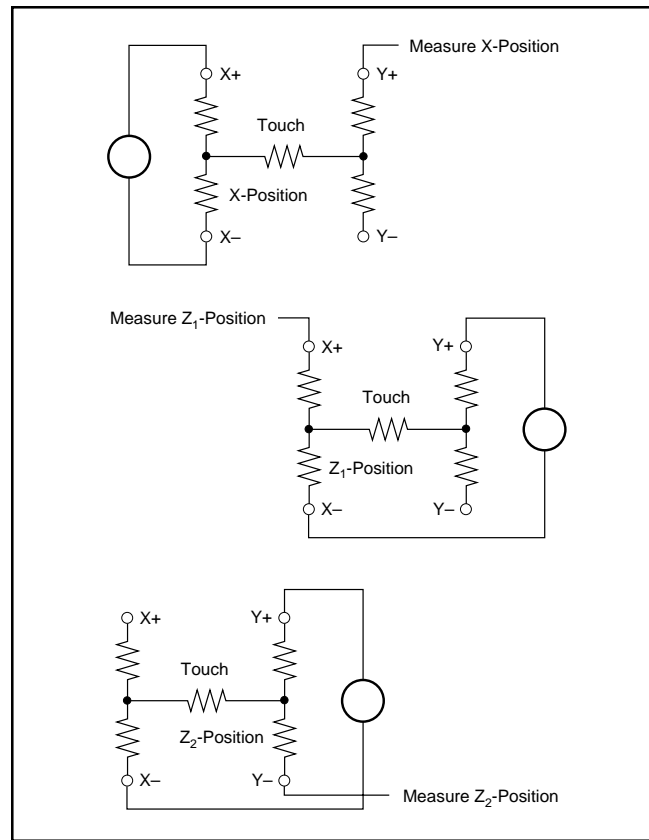 Measure X-Position
X+
Y+
Touch
X-Position
X–
Y–
Measure Z₁-Position
X+
Y+
Touch
Z₁-Position
X–
Y–
X+
Y+
Touch
Z₂-Position
X–
Y–
Measure Z₂-Position